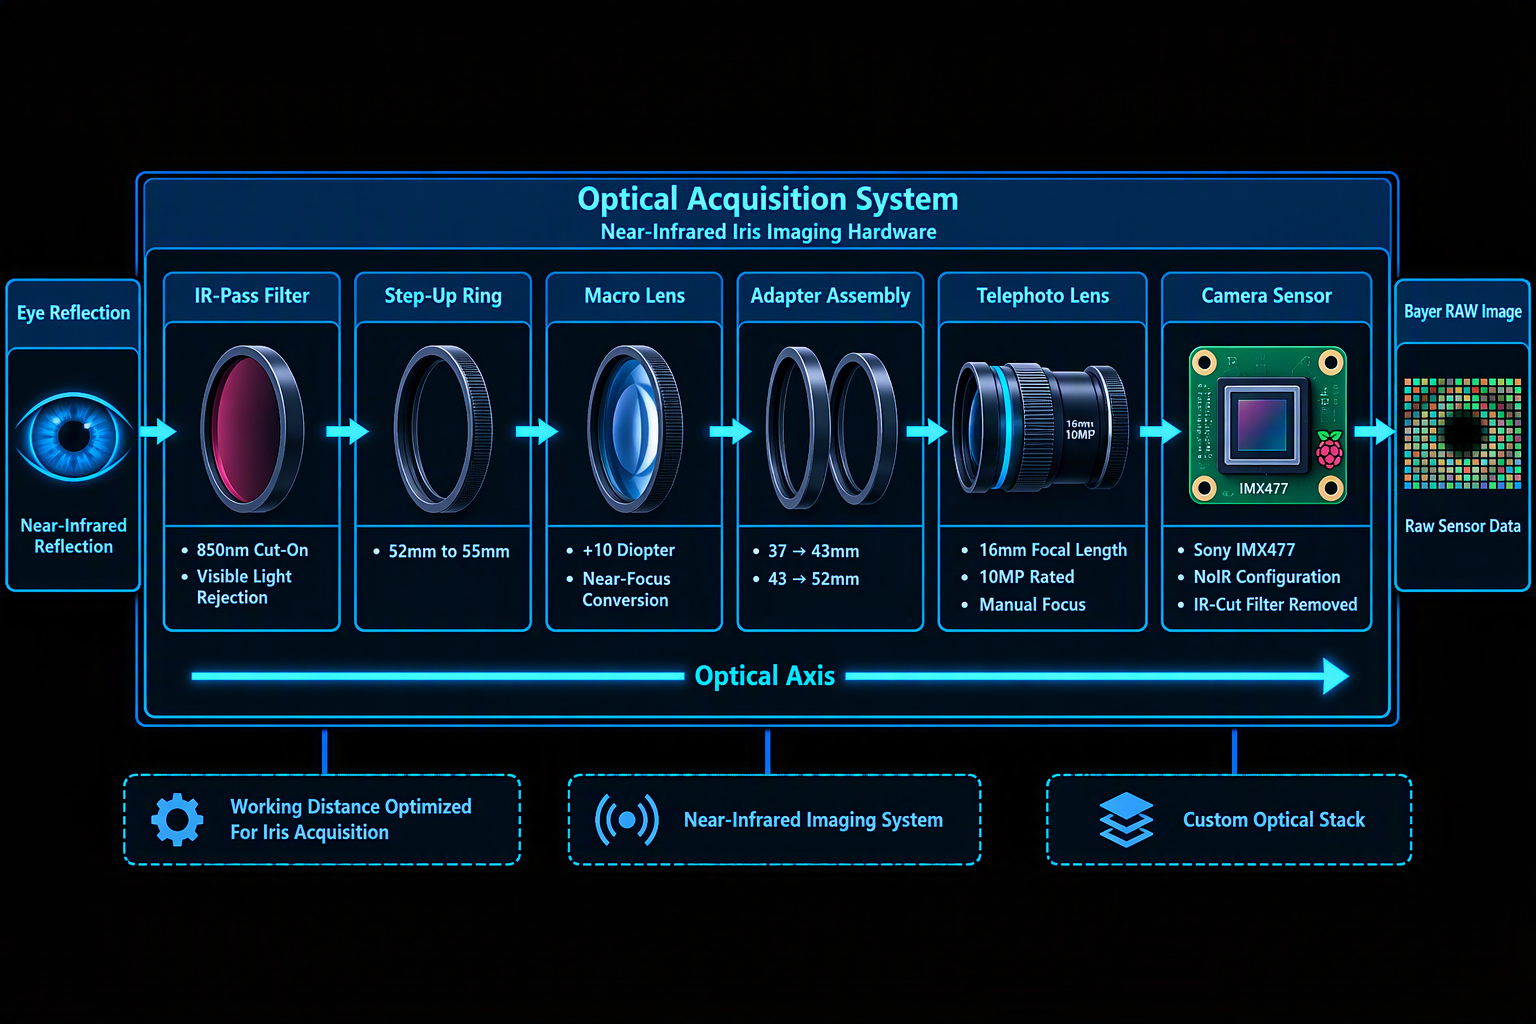 Optical Acquisition System
Near-Infrared Iris Imaging Hardware
Eye Reflection
Near-Infrared
Reflection
IR-Pass Filter
• 850nm Cut-On
• Visible Light
Rejection
Step-Up Ring
• 52mm to 55mm
Macro Lens
• +10 Diopter
• Near-Focus
Conversion
Adapter Assembly
• 37 → 43mm
• 43 → 52mm
Telephoto Lens
16mm
10MP
• 16mm Focal Length
• 10MP Rated
• Manual Focus
Camera Sensor
IMX477
• Sony IMX477
• NoIR Configuration
• IR-Cut Filter Removed
Bayer RAW Image
Raw Sensor Data
Optical Axis
Working Distance Optimized
For Iris Acquisition
Near-Infrared Imaging System
Custom Optical Stack